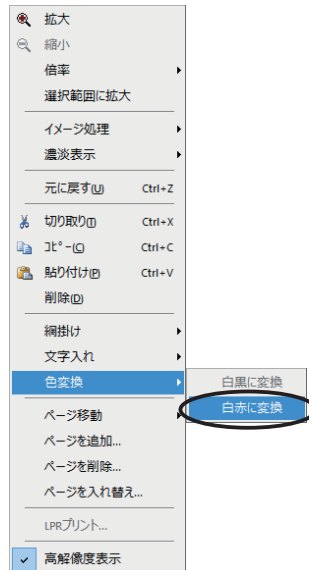 拡大
縮小
倍率
選択範囲に拡大
イメージ処理
濃淡表示
元に戻す(U) Ctrl+Z
切り取り(T) Ctrl+X
ｺﾋﾟｰ(C) Ctrl+C
貼り付け(P) Ctrl+V
削除(D)
網掛け
文字入れ
色変換
白黒に変換
白赤に変換
ページ移動
ページを追加...
ページを削除...
ページを入れ替え...
LPRプリント...
高解像度表示